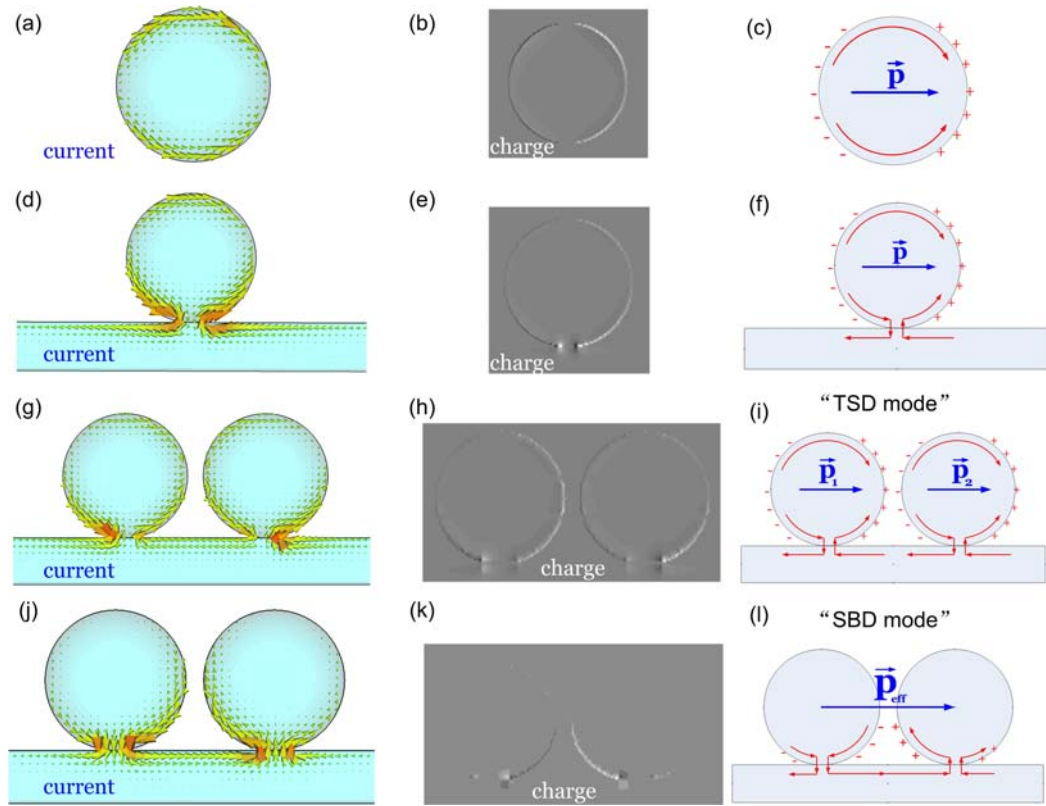 (a)
(b)
(c)
current
charge
p
(d)
(e)
(f)
current
charge
p
(g)
(h)
(i)
"TSD mode"
current
charge
p1
p2
(j)
(k)
(l)
"SBD mode"
current
charge
peff